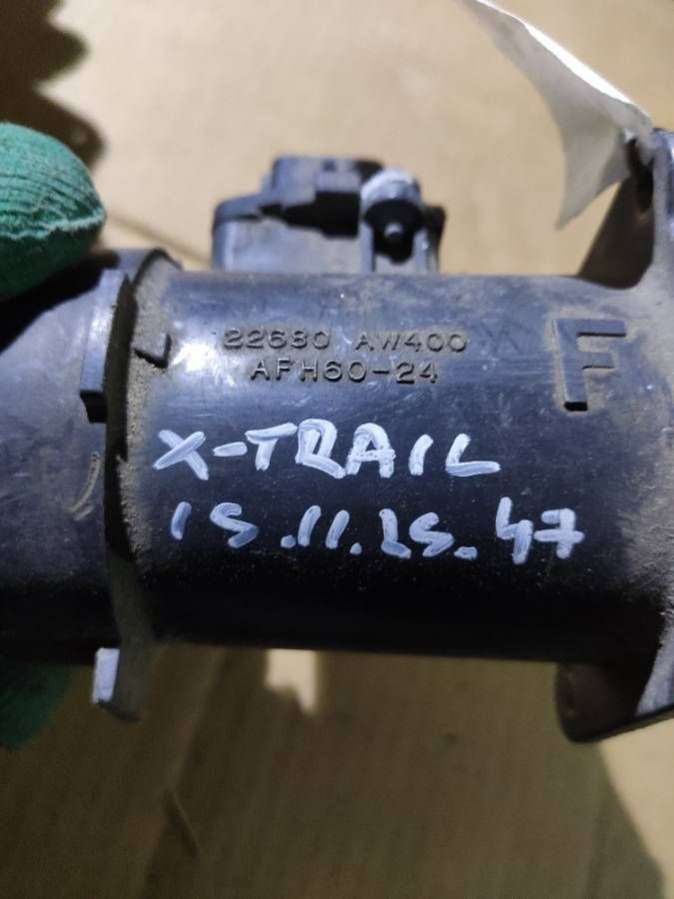 22680 AW400
AFH60-24
F
X-TRAIL
15.11.25.47